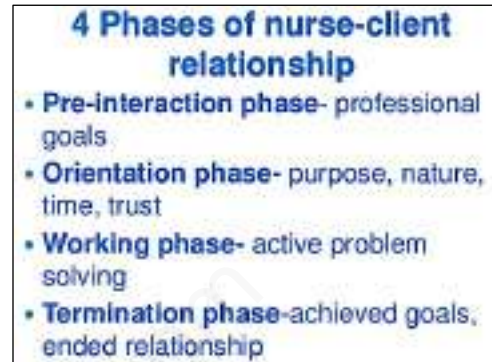 4 Phases of nurse-client
relationship
• Pre-interaction phase- professional
goals
• Orientation phase- purpose, nature,
time, trust
• Working phase- active problem
solving
• Termination phase-achieved goals,
ended relationship